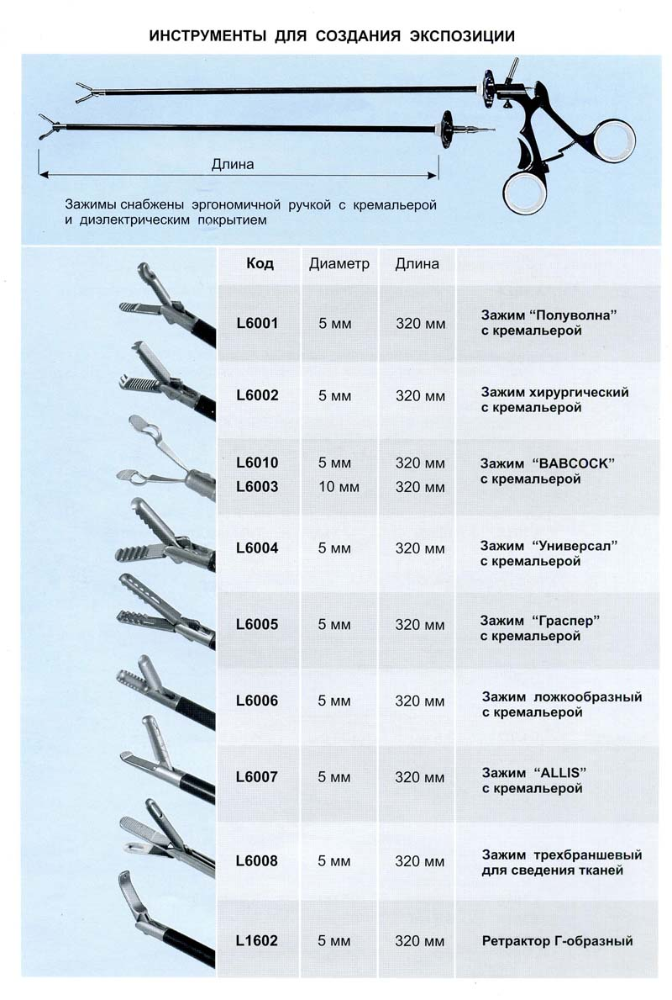 ИНСТРУМЕНТЫ ДЛЯ СОЗДАНИЯ ЭКСПОЗИЦИИ
Длина
Зажимы снабжены эргономичной ручкой с кремальерой
и диэлектрическим покрытием
Код Диаметр Длина
L6001 5 мм 320 мм Зажим “Полуволна”
с кремальерой
L6002 5 мм 320 мм Зажим хирургический
с кремальерой
L6010 5 мм 320 мм Зажим “BABCOCK”
L6003 10 мм 320 мм с кремальерой
L6004 5 мм 320 мм Зажим “Универсал”
с кремальерой
L6005 5 мм 320 мм Зажим “Граспер”
с кремальерой
L6006 5 мм 320 мм Зажим ложкообразный
с кремальерой
L6007 5 мм 320 мм Зажим “ALLIS”
с кремальерой
L6008 5 мм 320 мм Зажим трехбраншевый
для сведения тканей
L1602 5 мм 320 мм Ретрактор Г-образный